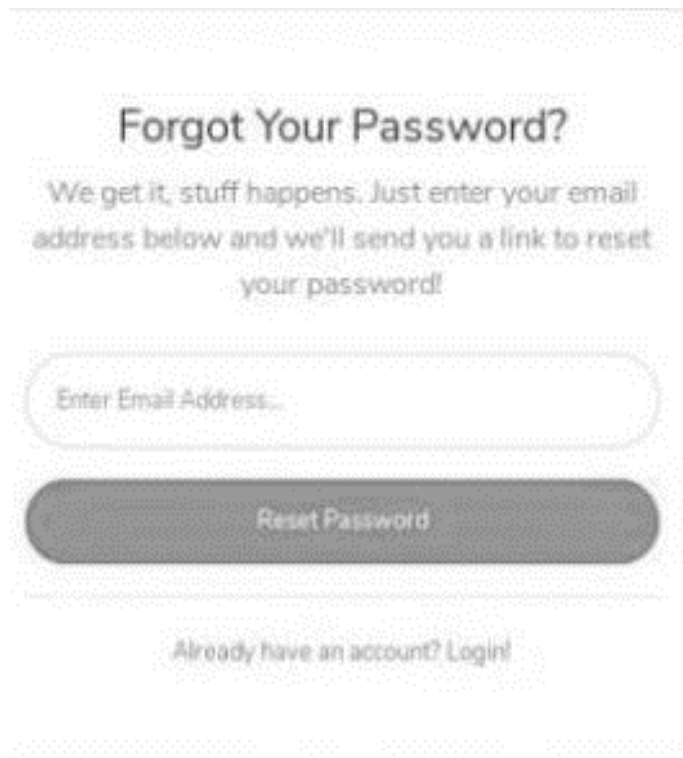 Forgot Your Password?
We get it, stuff happens. Just enter your email
address below and we'll send you a link to reset
your password!
Enter Email Address...
Reset Password
Already have an account? Login!